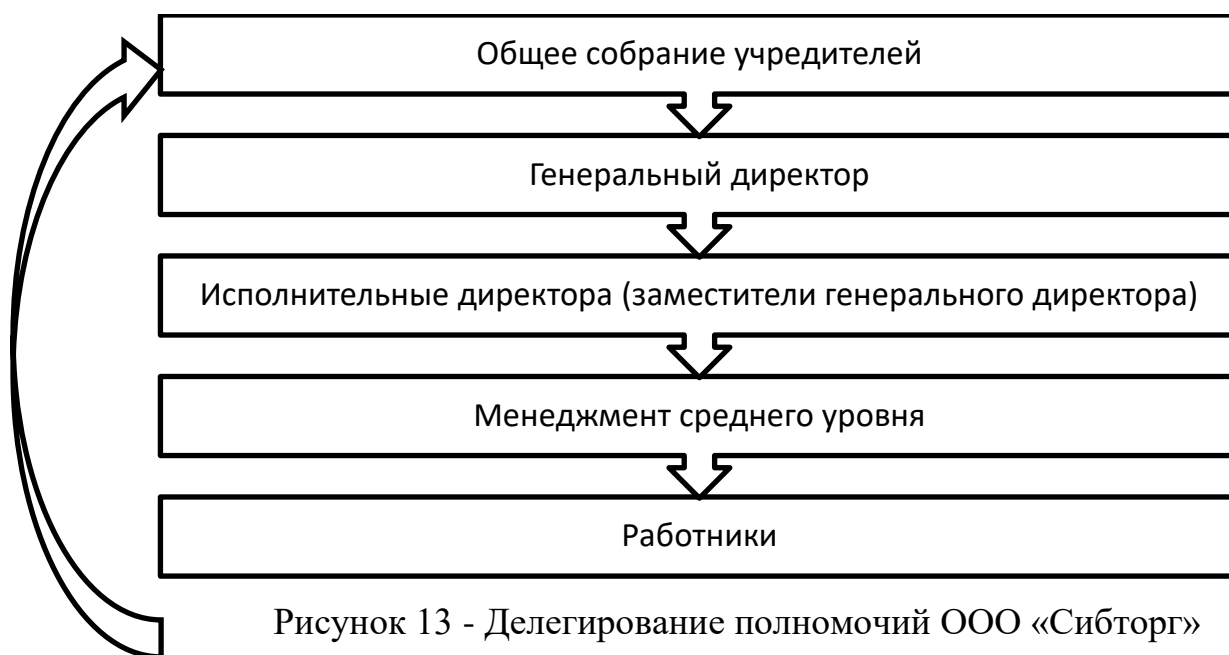 Общее собрание учредителей
Генеральный директор
Исполнительные директора (заместители генерального директора)
Менеджмент среднего уровня
Работники
Рисунок 13 - Делегирование полномочий ООО «Сибторг»